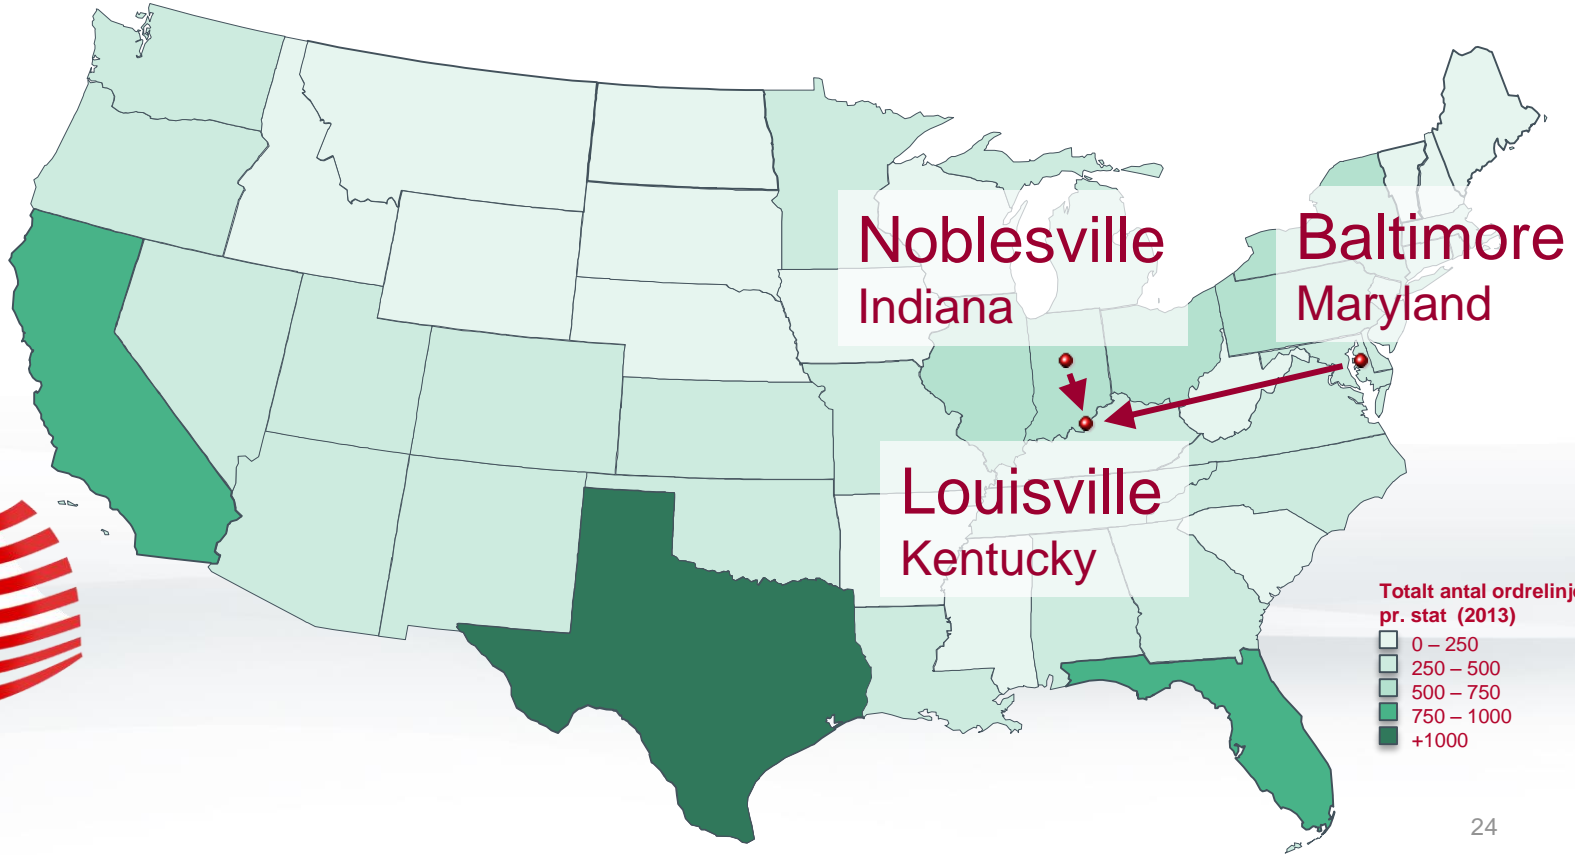 Noblesville
Indiana
Baltimore
Maryland
Louisville
Kentucky
Totalt antal
pr. stat (2013)
0 – 250
250 – 500
500 – 750
750 – 1000
+1000
24